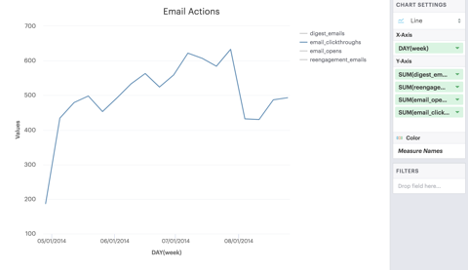 Email Actions
700
600
500
400
300
200
100
Values
05/01/2014
06/01/2014
07/01/2014
08/01/2014
DAY(week)
digest_emails
email_clickthroughs
email_opens
reengagement_emails
CHART SETTINGS
Line
X-Axis
DAY(week)
Y-Axis
SUM(digest_em...
SUM(reengage...
SUM(email_ope...
SUM(email_click...
Color
Measure Names
FILTERS
Drop field here...